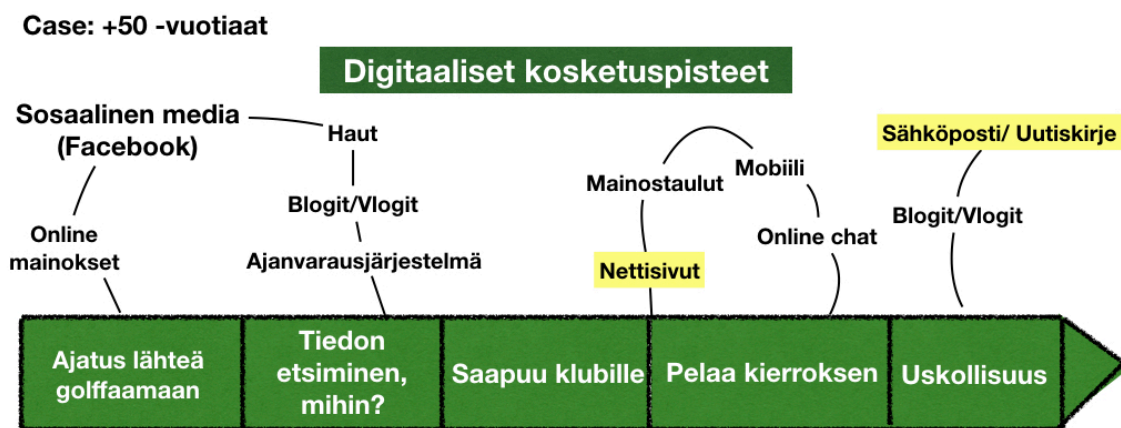 Case: +50 -vuotiaat
Digitaaliset kosketuspisteet
Sosaalinen media
(Facebook)
Online
mainokset
Haut
Blogit/Vlogit
Ajanvarausjärjestelmä
Mainostaulut
Nettisivut
Mobiili
Online chat
Sähköposti/ Uutiskirje
Blogit/Vlogit
Ajatus lähteä
golffaamaan
Tiedon
etsiminen,
mihin?
Saapuu klubille
Pelaa kierroksen
Uskollisuus